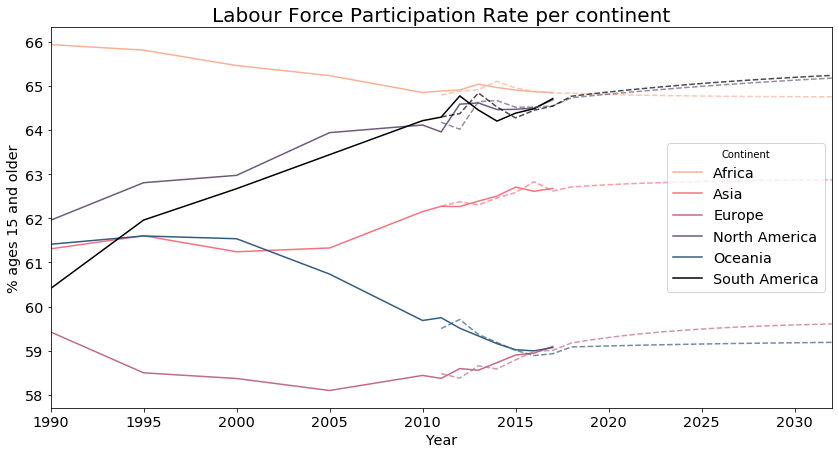 Labour Force Participation Rate per continent
% ages 15 and older
66
65
64
63
62
61
60
59
58
Continent
Africa
Asia
Europe
North America
Oceania
South America
1990 1995 2000 2005 2010 2015 2020 2025 2030
Year